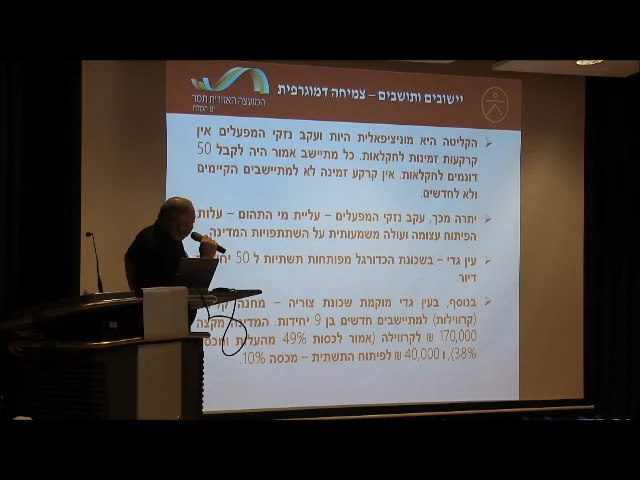 יישובים ותושבים – צמיחה דמוגרפית
המועצה האזורית תמר
ים המלח
הקליטה היא מוניציפאלית היות ועקב נזקי המפעלים אין
קרקעות זמינות לחקלאות. כל מתיישב אמור היה לקבל 50
דונמים לחקלאות. אין קרקע זמינה לא למתיישבים הקיימים
ולא לחדשים.
יתרה מכך, עקב נזקי המפעלים – עליית מי התהום – עלות
הפיתוח עצומה ועולה משמעותית על השתתפויות המדינה.
עין גדי – בשכונת הכדורגל מפותחות תשתיות ל 50
דיור.
בנוסף, בעין גדי מוקמת שכונת צוריה – מחנה
(קרווילות) למתיישבים חדשים בן 9 יחידות. המדינה מקצה
170,000 ₪ לקרווילה (אמור לכסות 49% מהעלות
38%), ו 40,000 ₪ לפיתוח התשתית – מכסה 10%.